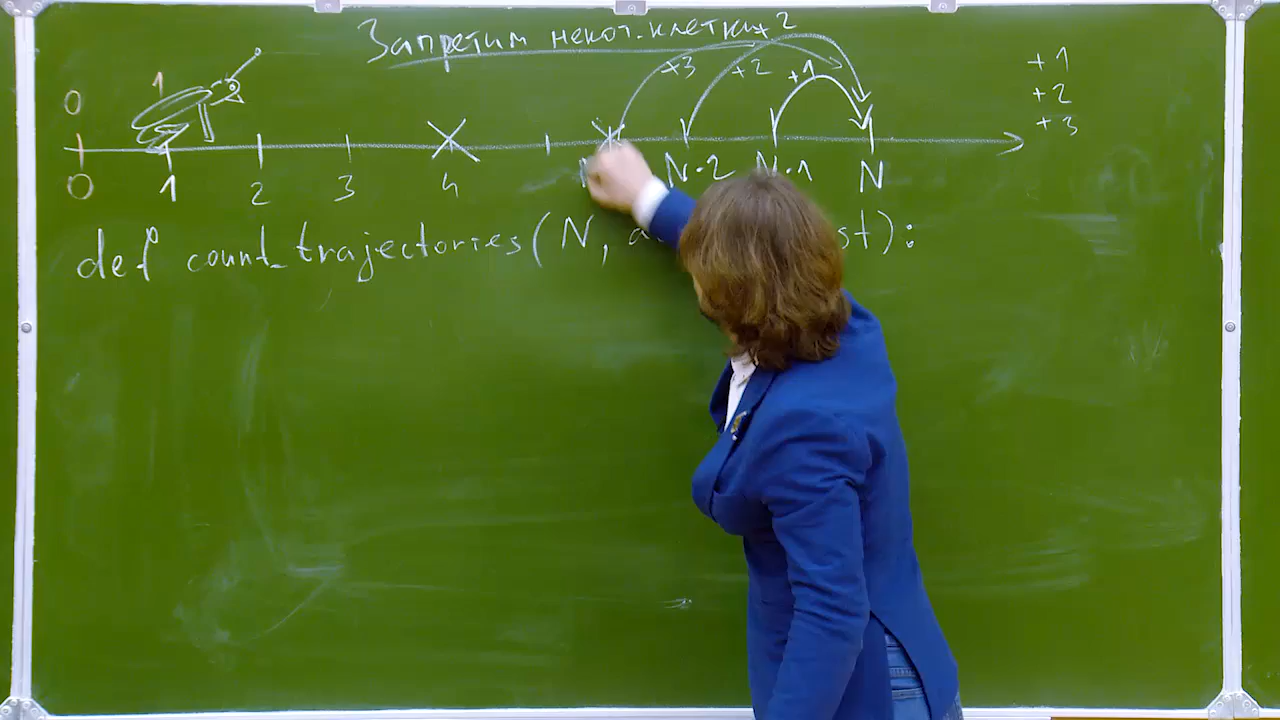 Запретим некот. клетки
+2
+3 +2 +1
+1
+2
+3
0 1
0 1 2 3 4 N-2 N-1 N
def count_trajectories(N,
):